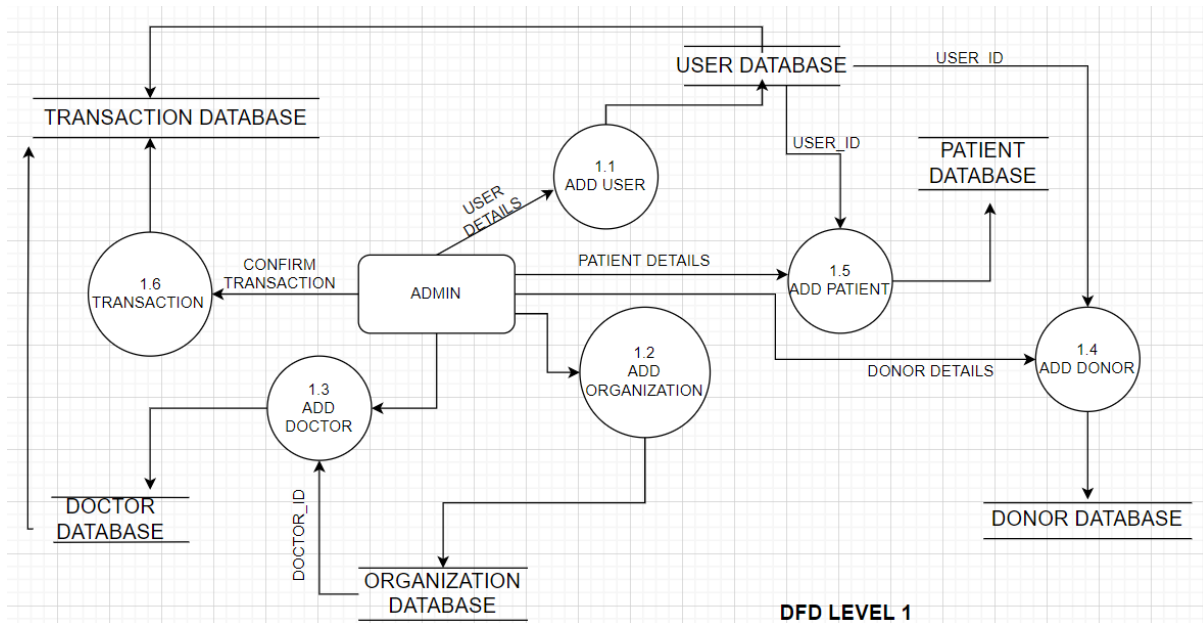 USER DATABASE
USER_ID
TRANSACTION DATABASE
USER_ID
PATIENT
DATABASE
1.1
ADD USER
USER
DETAILS
CONFIRM
TRANSACTION
PATIENT DETAILS
1.5
ADD PATIENT
1.6
TRANSACTION
ADMIN
1.2
ADD
ORGANIZATION
1.4
ADD DONOR
DONOR DETAILS
1.3
ADD
DOCTOR
DOCTOR_ID
DOCTOR
DATABASE
DONOR DATABASE
ORGANIZATION
DATABASE
DFD LEVEL 1